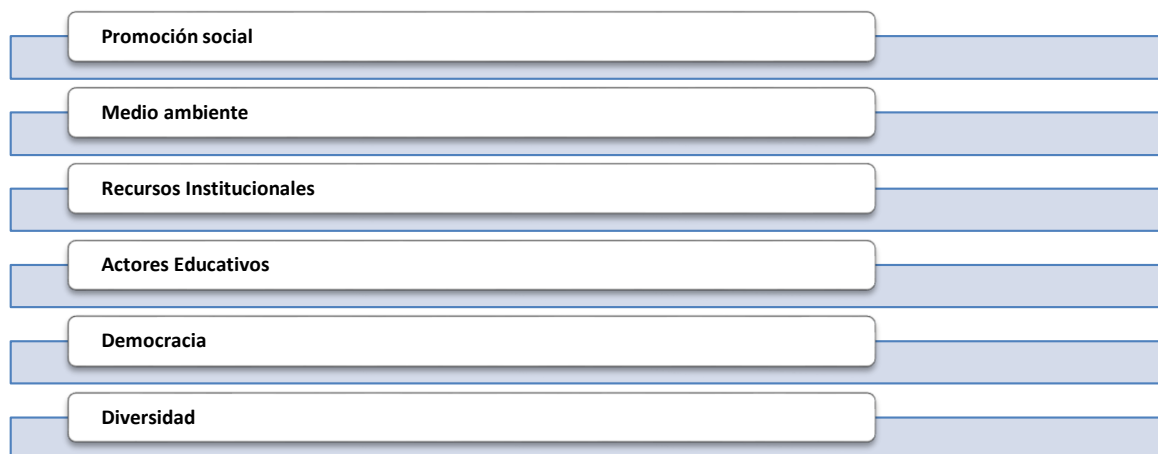 Promoción social
Medio ambiente
Recursos Institucionales
Actores Educativos
Democracia
Diversidad